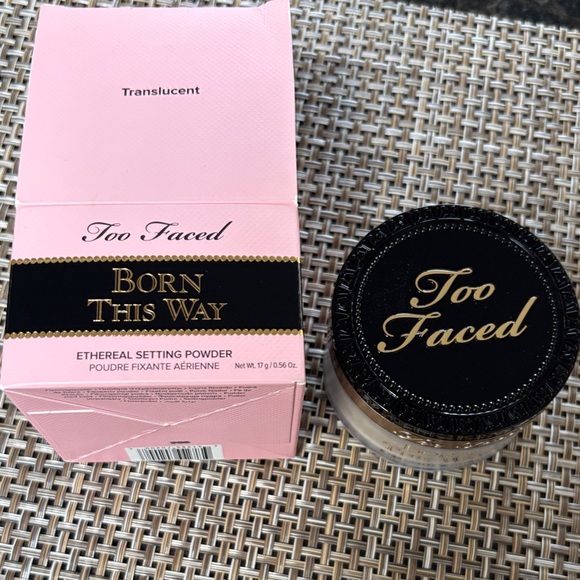 Translucent
Too Faced
BORN
THIS WAY
ETHEREAL SETTING POWDER
POUDRE FIXANTE AÉRIENNE
Net Wt. 17 g / 0.56 Oz.
Too
Faced